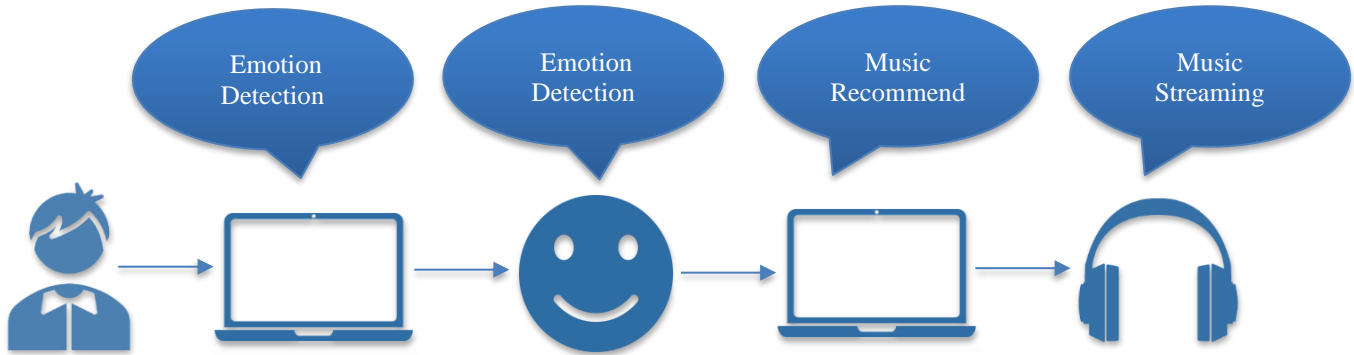 Emotion
Detection
Emotion
Detection
Music
Recommend
Music
Streaming